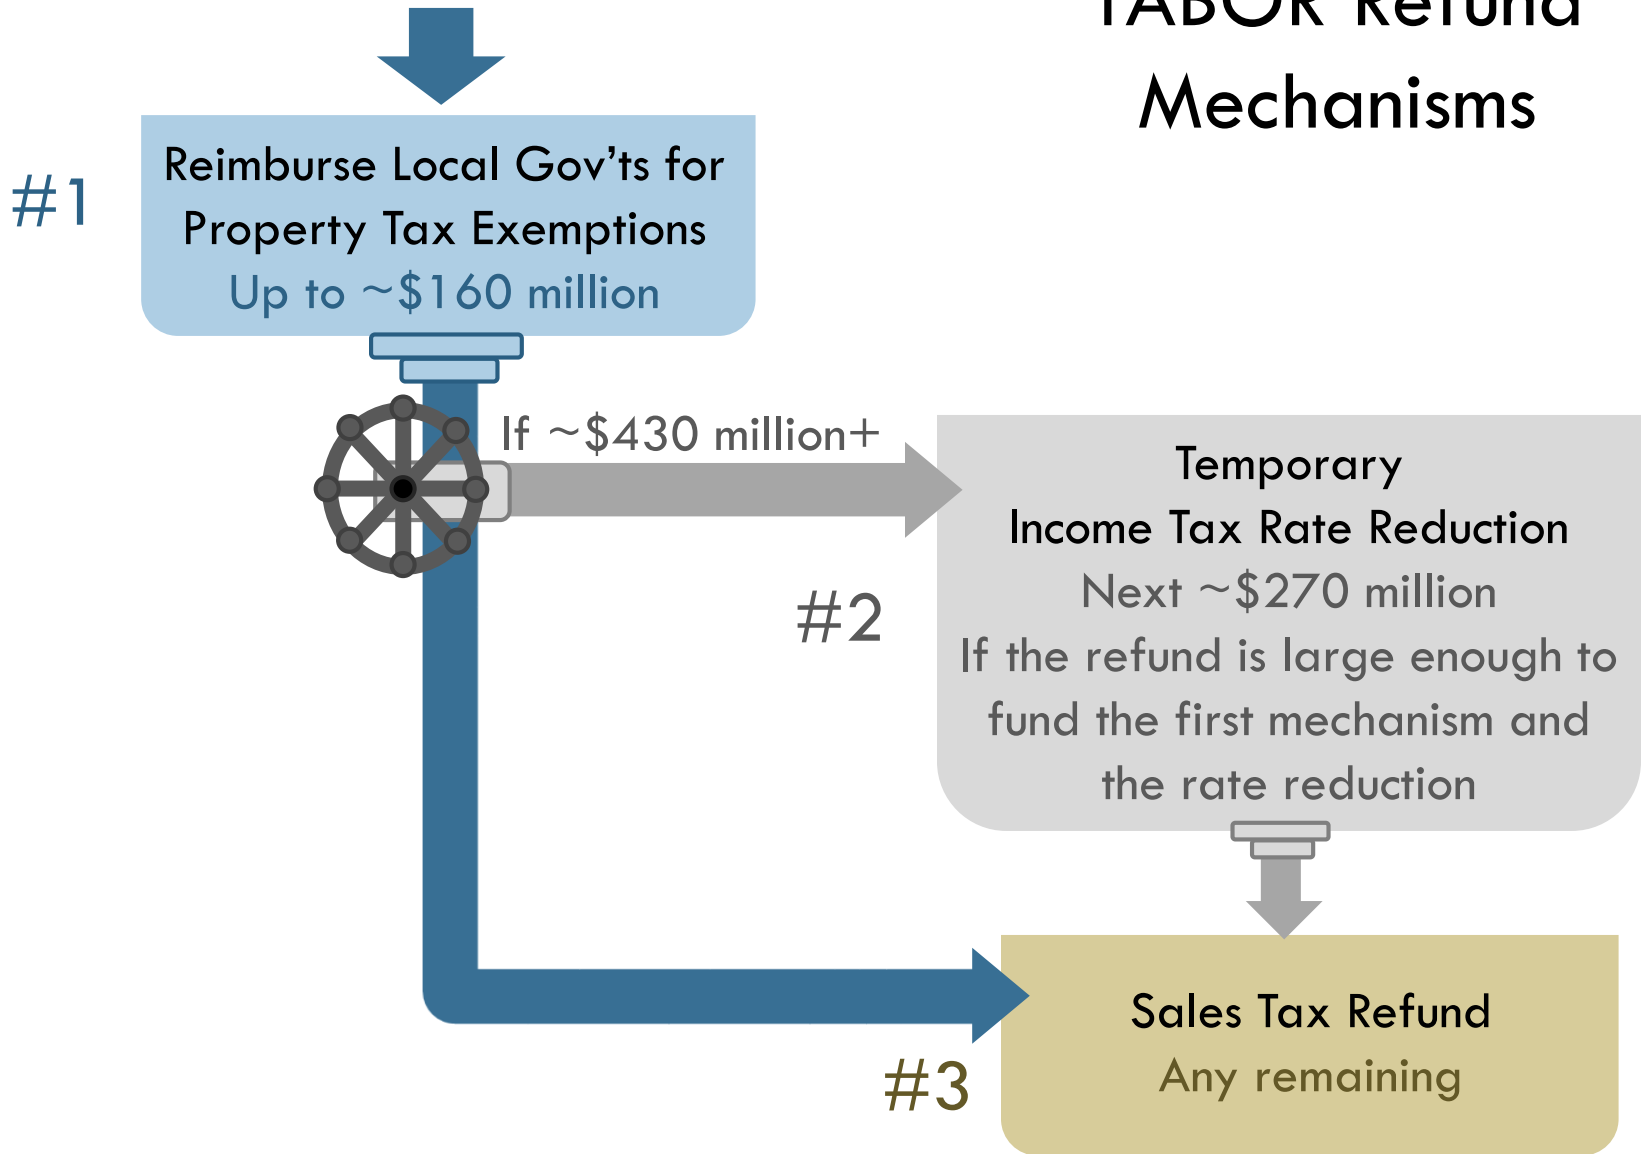 TABOR Refund
Mechanisms
#1
Reimburse Local Gov’ts for
Property Tax Exemptions
Up to ~$160 million
If ~$430 million+
#2
Temporary
Income Tax Rate Reduction
Next ~$270 million
If the refund is large enough to
fund the first mechanism and
the rate reduction
#3
Sales Tax Refund
Any remaining